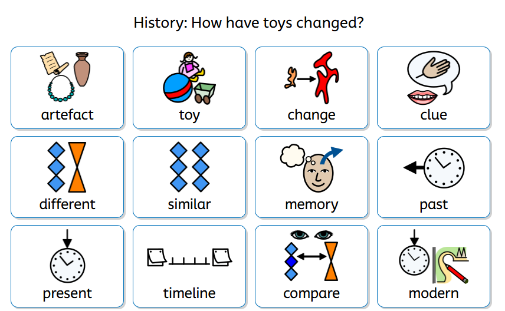 History: How have toys changed?
artefact
toy
change
clue
different
similar
memory
past
present
timeline
compare
modern